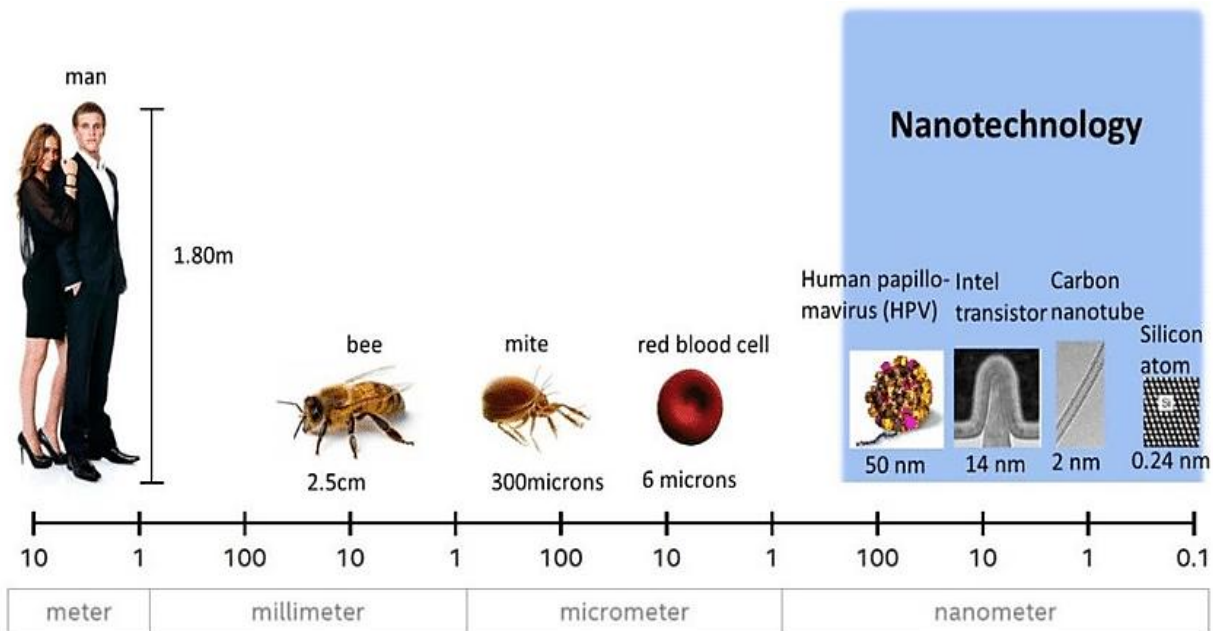 man
Nanotechnology
1.80m
Human papillo-
mavirus (HPV)
Intel
transistor
Carbon
nanotube
Silicon
atom
bee
mite
red blood cell
Si
2.5cm
300microns
6 microns
50 nm
14 nm
2 nm
0.24 nm
10 1 100 10 1 100 10 1 100 10 1 0.1
meter millimeter micrometer nanometer